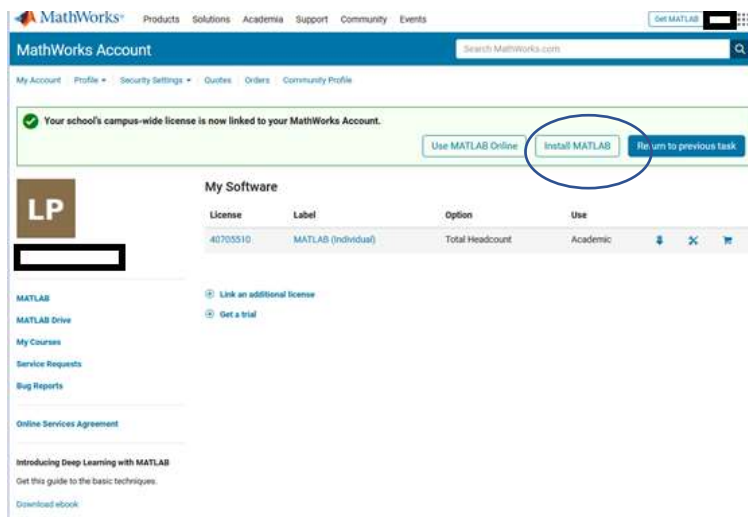 MathWorks® Products Solutions Academia Support Community Events Get MATLAB
MathWorks Account Search MathWorks.com
My Account Profile Security Settings Quotes Orders Community Profile
Your school's campus-wide license is now linked to your MathWorks Account.
Use MATLAB Online Install MATLAB Return to previous task
LP
My Software
License Label Option Use
40705510 MATLAB (Individual) Total Headcount Academic
MATLAB
MATLAB Drive
My Courses
Service Requests
Bug Reports
Link an additional license
Get a trial
Online Services Agreement
Introducing Deep Learning with MATLAB
Get this guide to the basic techniques.
Download ebook